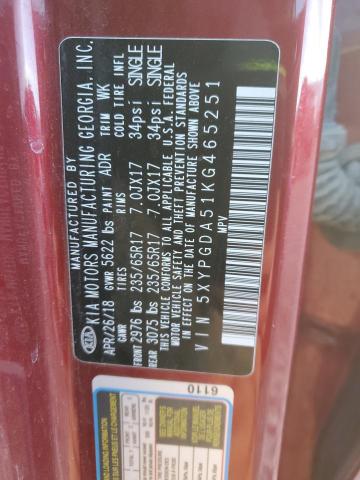 MANUFACTURED BY
KIA MOTORS MANUFACTURING GEORGIA, INC.
APR/26/18 PAINT ADR TRIM WK
GVWR 5622 lbs
GAWR TIRES RAMS COLD TIRE INFL
FRONT 2976 lbs 235/65R17 7.0JX17 34psi SINGLE
REAR 3075 lbs 235/65R17 7.0JX17 34psi SINGLE
THIS VEHICLE CONFORMS TO ALL APPLICABLE U.S.A. FEDERAL
MOTOR VEHICLE SAFETY AND THEFT PREVENTION STANDARDS
IN EFFECT ON THE DATE OF MANUFACTURE SHOWN ABOVE
VIN 5XYPGDA51KG465251
MPV
KIA
6110